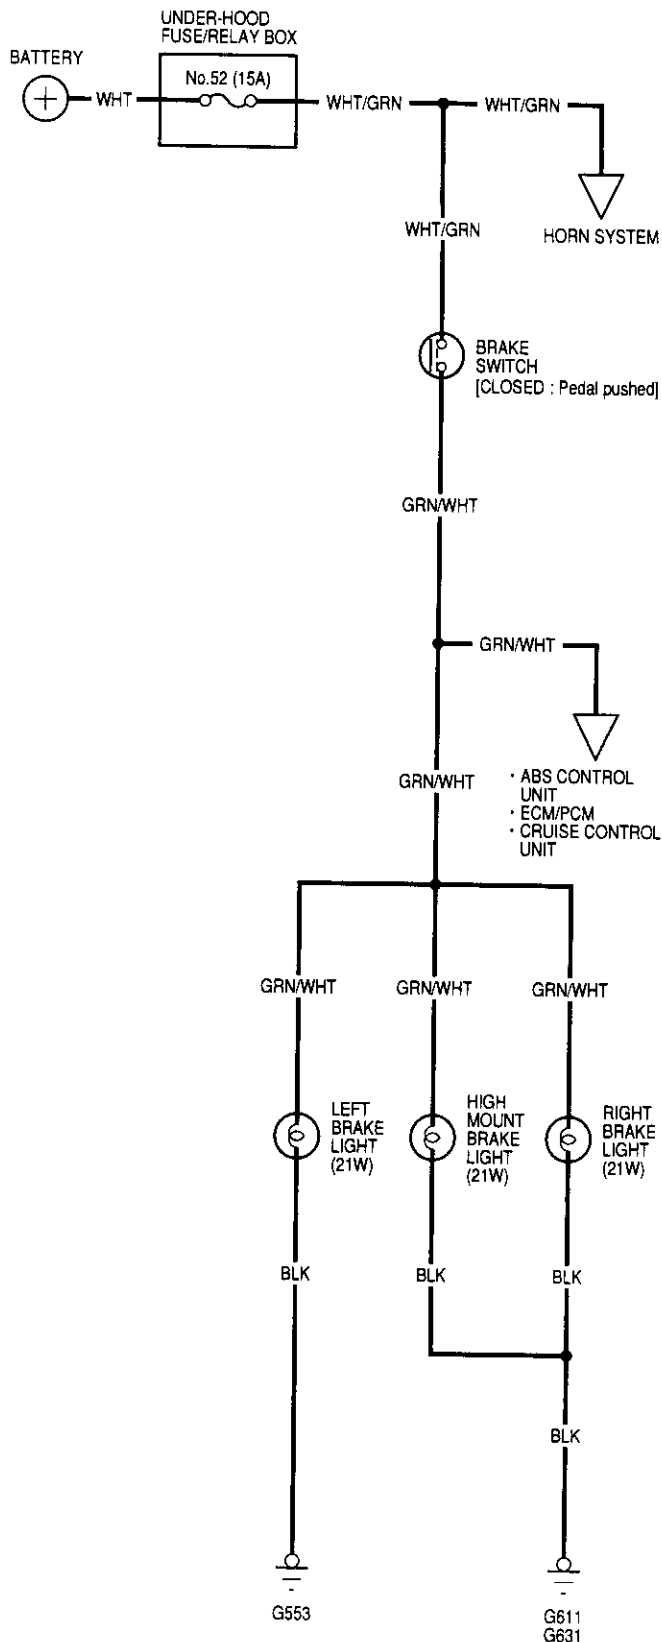 UNDER-HOOD
FUSE/RELAY BOX
BATTERY
No.52 (15A)
WHT
WHT/GRN
WHT/GRN
WHT/GRN
HORN SYSTEM
BRAKE
SWITCH
[CLOSED : Pedal pushed]
GRN/WHT
GRN/WHT
GRN/WHT
· ABS CONTROL
UNIT
· ECM/PCM
· CRUISE CONTROL
UNIT
GRN/WHT
GRN/WHT
GRN/WHT
LEFT
BRAKE
LIGHT
(21W)
HIGH
MOUNT
BRAKE
LIGHT
(21W)
RIGHT
BRAKE
LIGHT
(21W)
BLK
BLK
BLK
BLK
G553
G611
G631